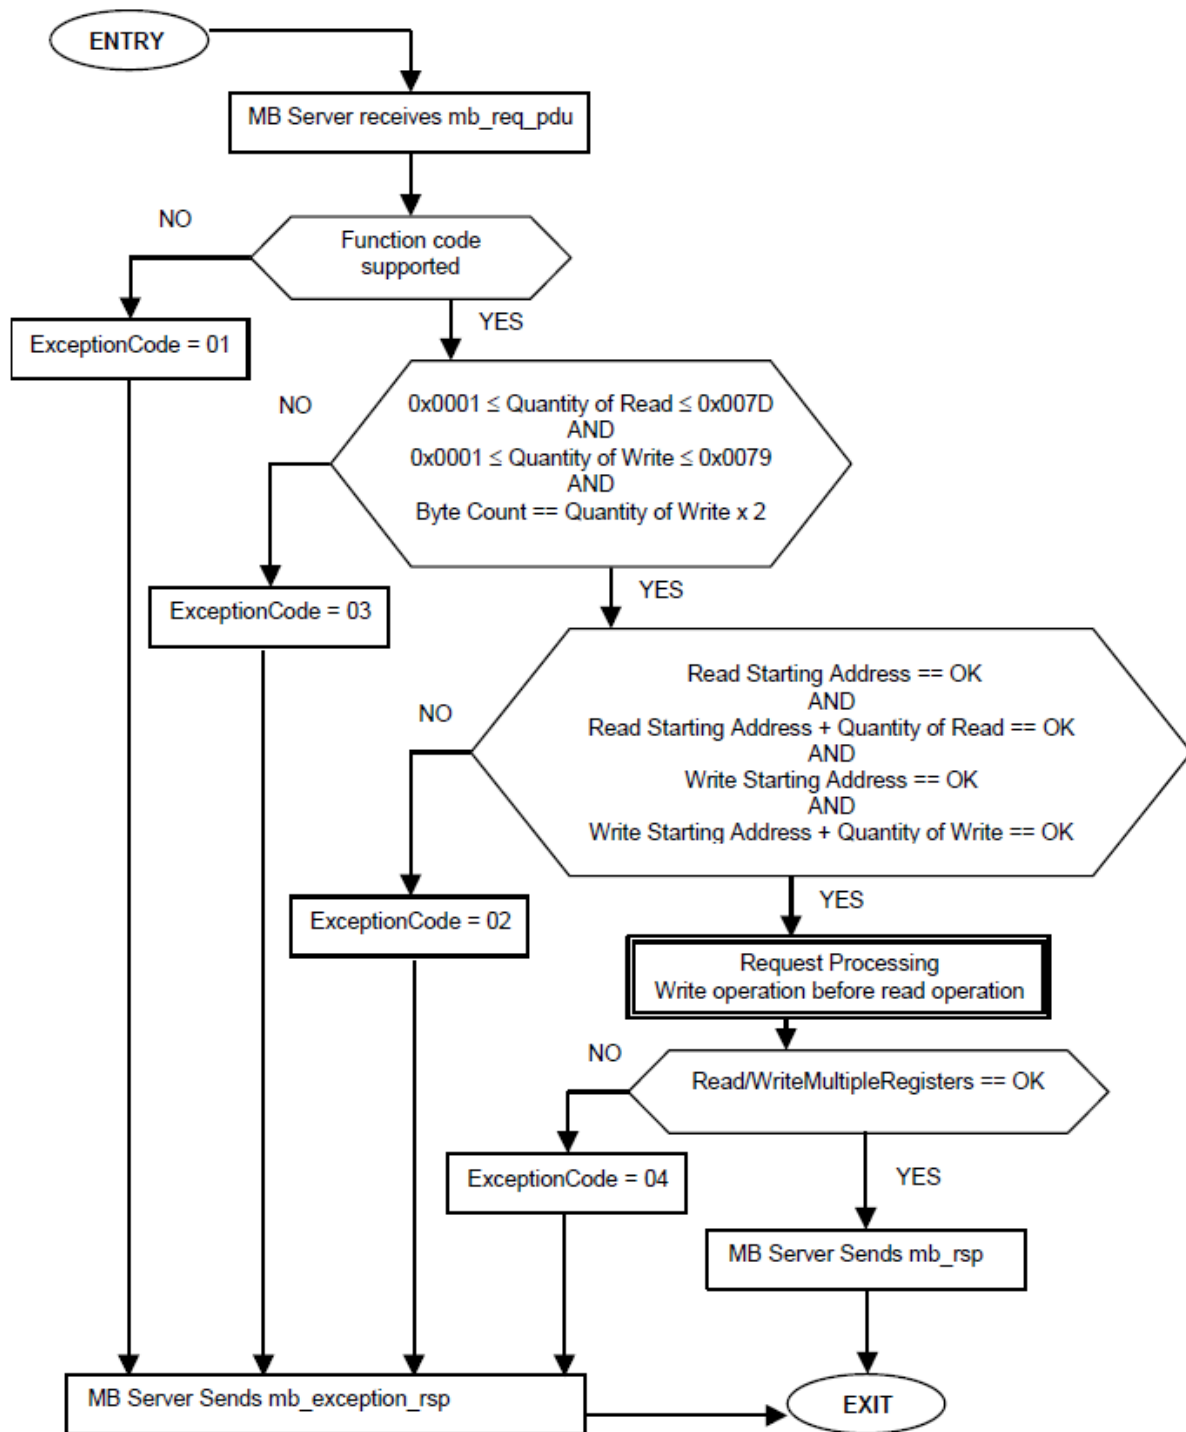 ENTRY
MB Server receives mb_req_pdu
NO
Function code
supported
YES
ExceptionCode = 01
NO
0x0001 ≤ Quantity of Read ≤ 0x007D
AND
0x0001 ≤ Quantity of Write ≤ 0x0079
AND
Byte Count == Quantity of Write x 2
YES
ExceptionCode = 03
NO
Read Starting Address == OK
AND
Read Starting Address + Quantity of Read == OK
AND
Write Starting Address == OK
AND
Write Starting Address + Quantity of Write == OK
YES
ExceptionCode = 02
Request Processing
Write operation before read operation
NO
Read/WriteMultipleRegisters == OK
YES
ExceptionCode = 04
MB Server Sends mb_rsp
MB Server Sends mb_exception_rsp
EXIT